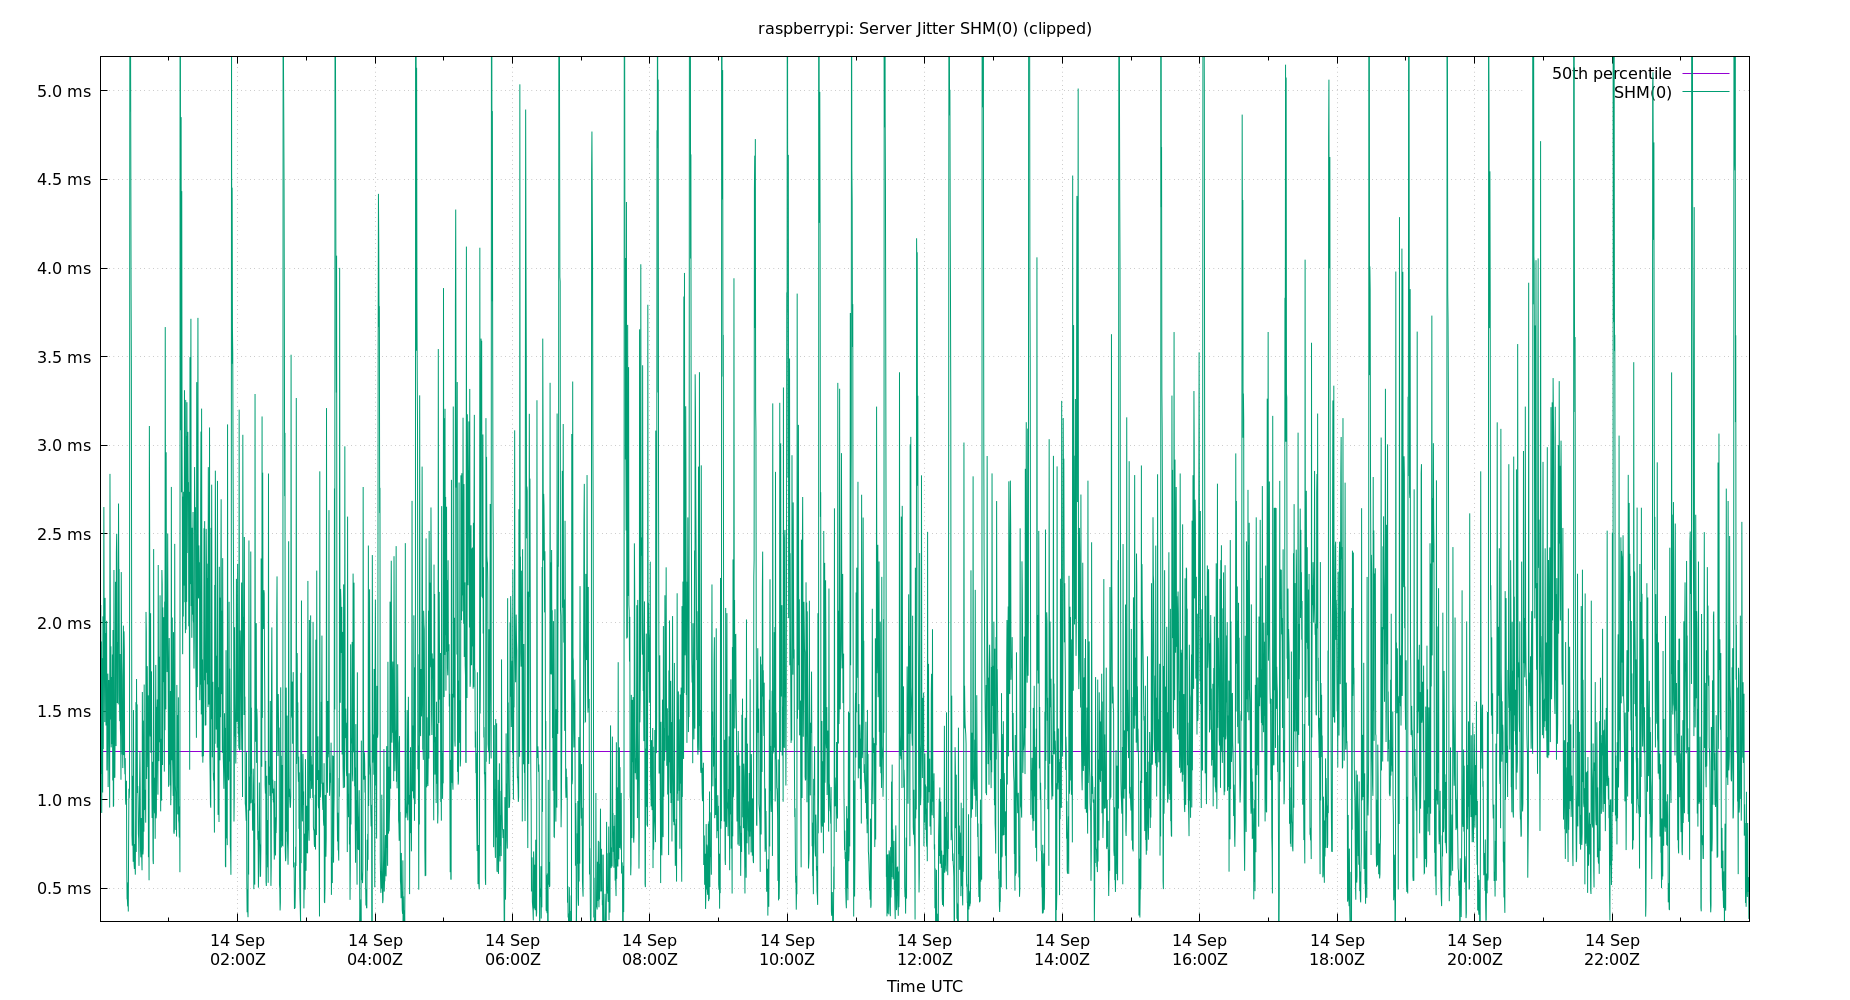 raspberrypi: Server Jitter SHM(0) (clipped)
50th percentile
SHM(0)
5.0 ms
4.5 ms
4.0 ms
3.5 ms
3.0 ms
2.5 ms
2.0 ms
1.5 ms
1.0 ms
0.5 ms
14 Sep 14 Sep 14 Sep 14 Sep 14 Sep 14 Sep 14 Sep 14 Sep 14 Sep 14 Sep 14 Sep
02:00Z 04:00Z 06:00Z 08:00Z 10:00Z 12:00Z 14:00Z 16:00Z 18:00Z 20:00Z 22:00Z
Time UTC